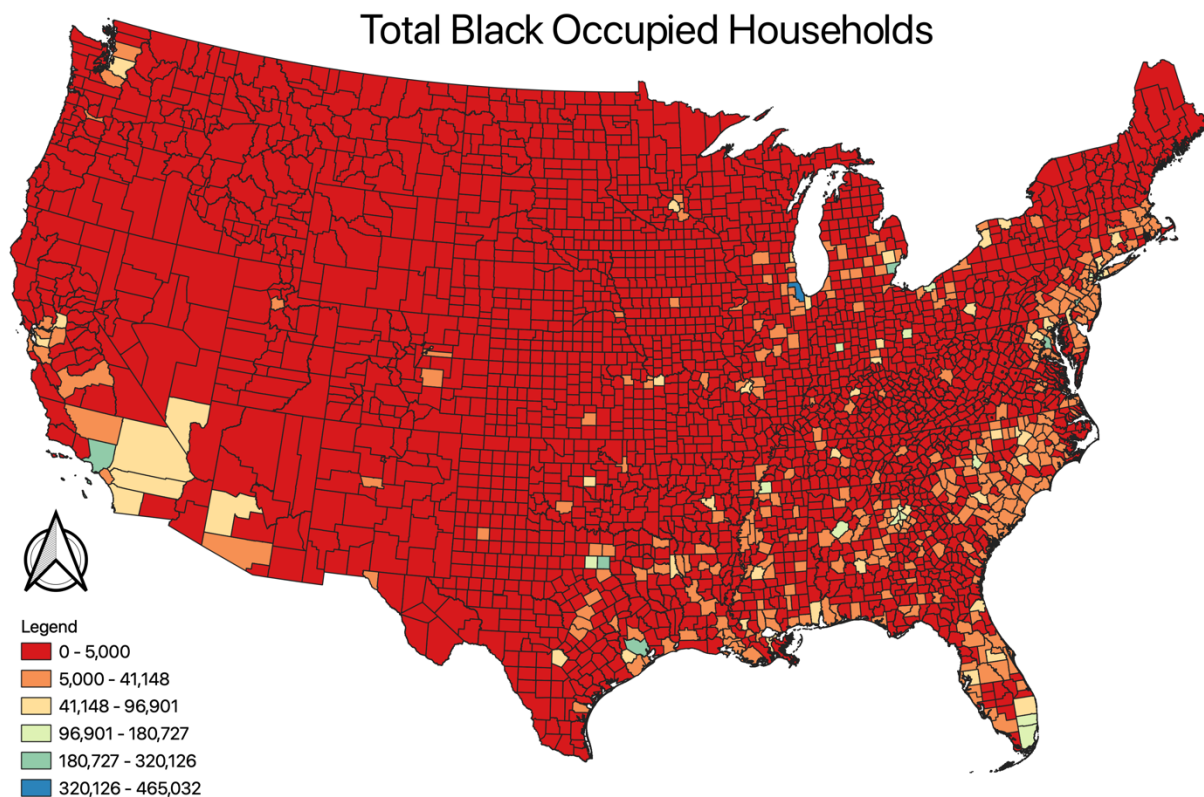 Total Black Occupied Households
Legend
0 - 5,000
5,000 - 41,148
41,148 - 96,901
96,901 - 180,727
180,727 - 320,126
320,126 - 465,032